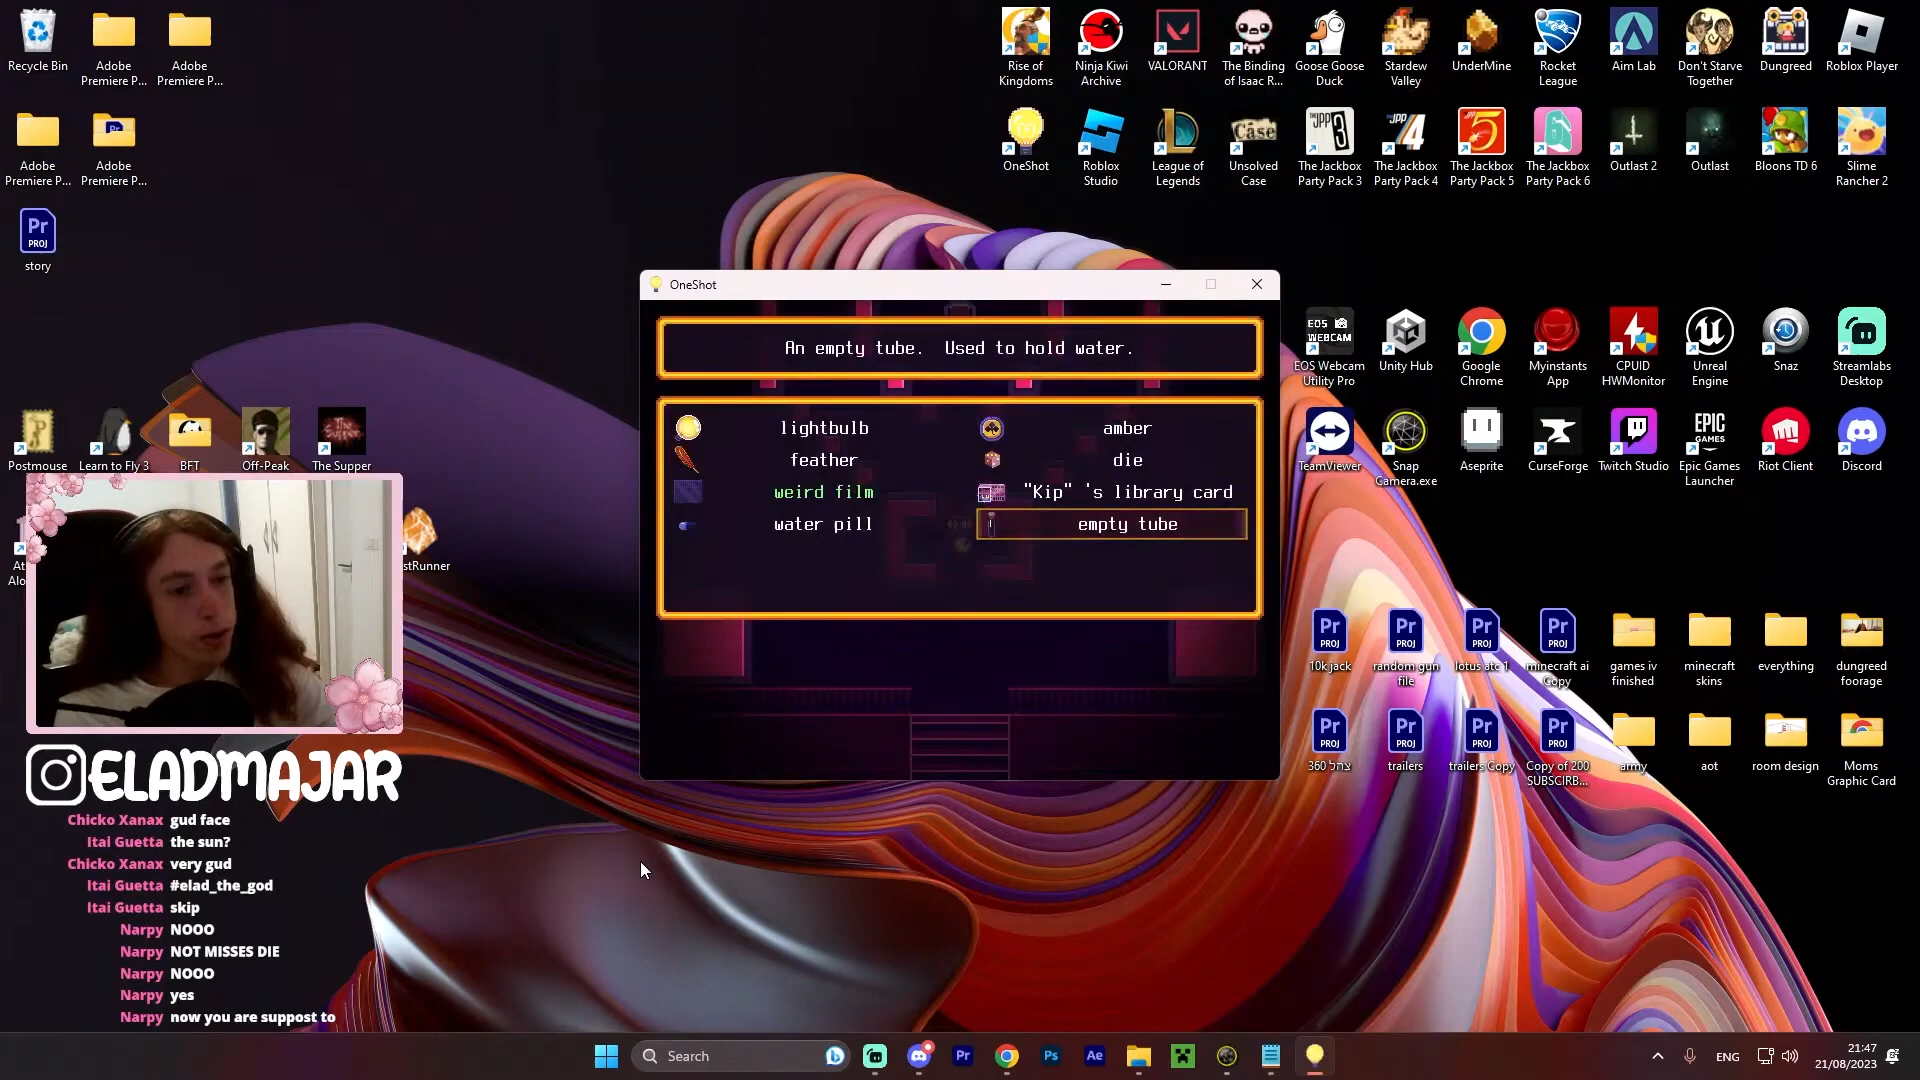 Recycle Bin
Adobe Premiere P...
Adobe Premiere P...
Adobe Premiere P...
Adobe Premiere P...
story
Rise of Kingdoms
Ninja Kiwi Archive
VALORANT
The Binding of Isaac R...
Goose Goose Duck
Stardew Valley
UnderMine
Rocket League
Aim Lab
Don't Starve Together
Dungreed
Roblox Player
OneShot
Roblox Studio
League of Legends
Unsolved Case
The Jackbox Party Pack 3
The Jackbox Party Pack 4
The Jackbox Party Pack 5
The Jackbox Party Pack 6
Outlast 2
Outlast
Bloons TD 6
Slime Rancher 2
OneShot
An empty tube. Used to hold water.
lightbulb
amber
feather
die
weird film
"Kip" 's library card
water pill
empty tube
EOS Webcam Utility Pro
Unity Hub
Google Chrome
Myinstants App
CPUID HWMonitor
Unreal Engine
Snaz
Streamlabs Desktop
Postmouse
Learn to Fly 3
BFT
Off-Peak
The Supper
TeamViewer
Snap Camera.exe
Aseprite
CurseForge
Twitch Studio
Epic Games Launcher
Riot Client
Discord
stRunner
10k jack
random gun file
lotus atc 1
minecraft ai Copy
games iv finished
minecraft skins
everything
dungreed foorage
360 צהל
trailers
trailers Copy
Copy of 200 SUBSCIRB...
army
aot
room design
Moms Graphic Card
ELADMAJAR
Chicko Xanax gud face
Itai Guetta the sun?
Chicko Xanax very gud
Itai Guetta #elad_the_god
Itai Guetta skip
Narpy NOOO
Narpy NOT MISSES DIE
Narpy NOOO
Narpy yes
Narpy now you are suppost to
Search
ENG
21:47
21/08/2023